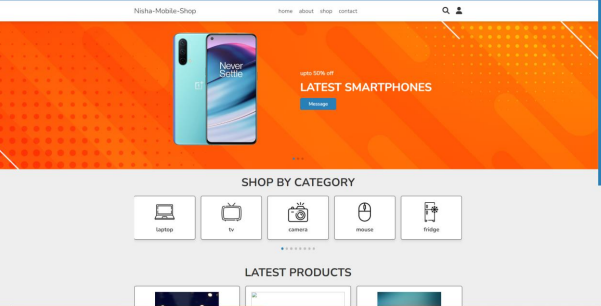 Nisha-Mobile-Shop
home about shop contact
Never
Settle
upto 50% off
LATEST SMARTPHONES
Message
SHOP BY CATEGORY
laptop
tv
camera
mouse
fridge
LATEST PRODUCTS